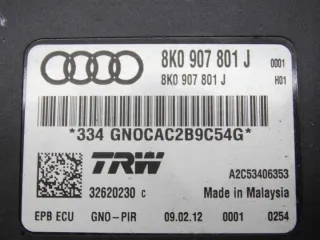 8K0 907 801 J 0001
8K0 907 801 J H01
*334 GN0CAC2B9C54G*
TRW A2C53406353
32620230 C Made in Malaysia
EPB ECU GNO-PIR 09.02.12 0001 0254